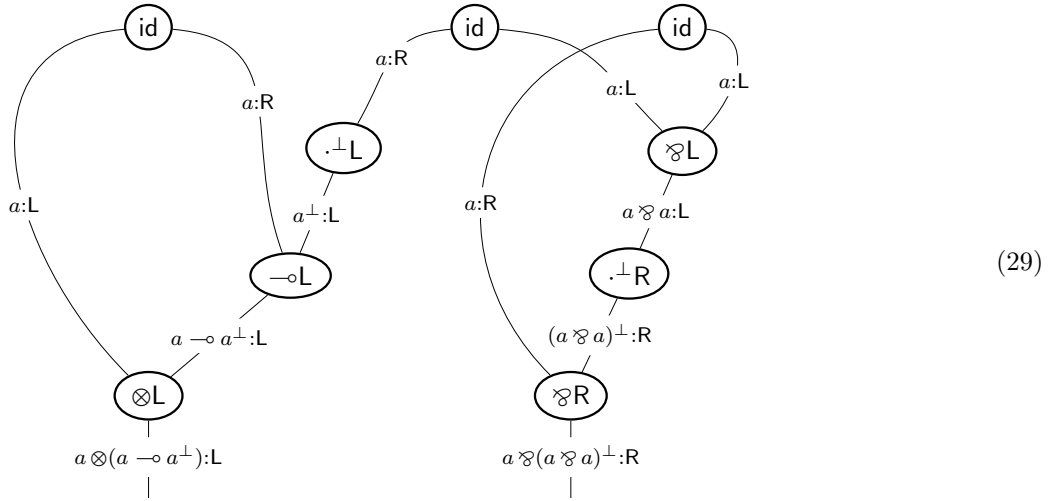 id id id
a:R
a:L a:L
a:R
·⊥L ⅋L
a:L a:R
a⊥:L a ⅋ a:L
(29)
⊸L ·⊥R
a ⊸ a⊥:L (a ⅋ a)⊥:R
⊗L ⅋R
a ⊗(a ⊸ a⊥):L a ⅋(a ⅋ a)⊥:R